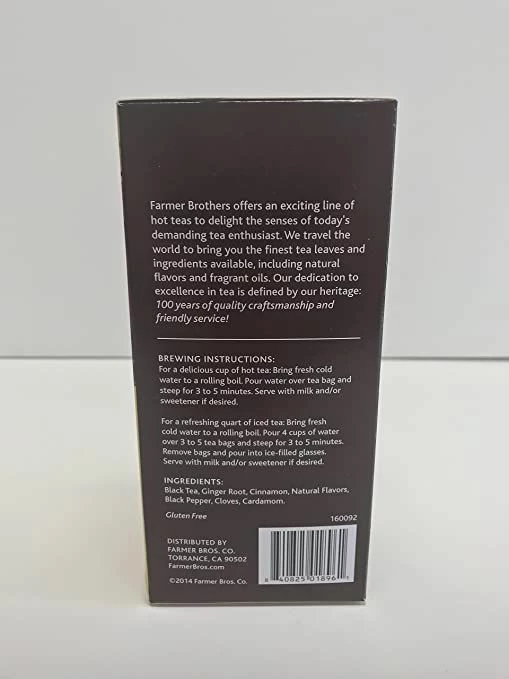 Farmer Brothers offers an exciting line of
hot teas to delight the senses of today's
demanding tea enthusiast. We travel the
world to bring you the finest tea leaves and
ingredients available, including natural
flavors and fragrant oils. Our dedication to
excellence in tea is defined by our heritage:
100 years of quality craftsmanship and
friendly service!
BREWING INSTRUCTIONS:
For a delicious cup of hot tea: Bring fresh cold
water to a rolling boil. Pour water over tea bag and
steep for 3 to 5 minutes. Serve with milk and/or
sweetener if desired.
For a refreshing quart of iced tea: Bring fresh
cold water to a rolling boil. Pour 4 cups of water
over 3 to 5 tea bags and steep for 3 to 5 minutes.
Remove bags and pour into ice-filled glasses.
Serve with milk and/or sweetener if desired.
INGREDIENTS:
Black Tea, Ginger Root, Cinnamon, Natural Flavors,
Black Pepper, Cloves, Cardamom.
Gluten Free
160092
DISTRIBUTED BY
FARMER BROS. CO.
TORRANCE, CA 90502
FarmerBros.com
©2014 Farmer Bros. Co.
8 40825 01896 1